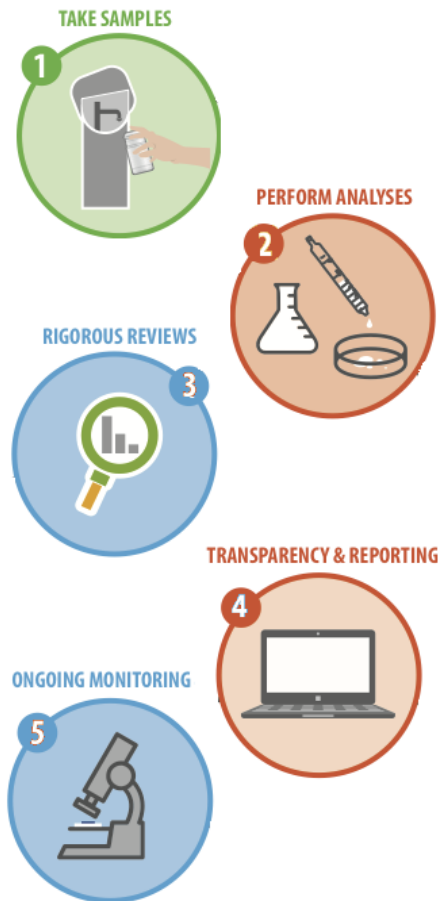 TAKE SAMPLES
1
PERFORM ANALYSES
2
RIGOROUS REVIEWS
3
TRANSPARENCY & REPORTING
4
ONGOING MONITORING
5